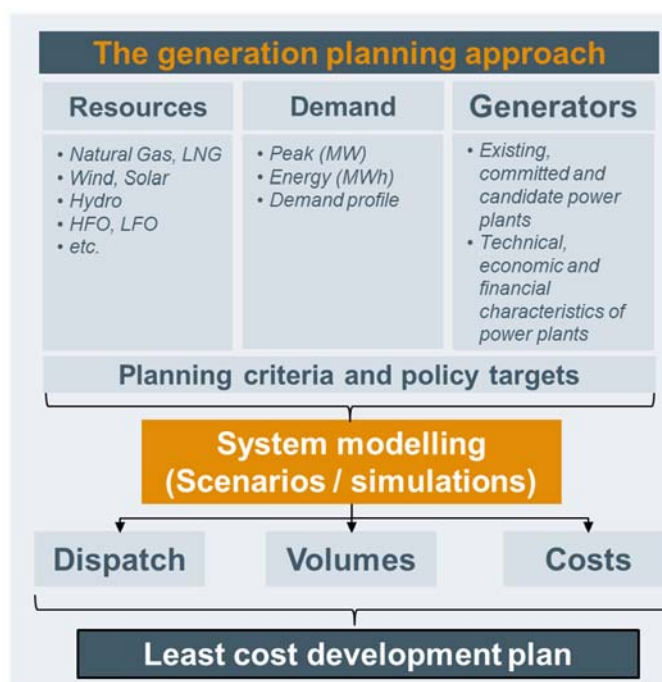 The generation planning approach
Resources
• Natural Gas, LNG
• Wind, Solar
• Hydro
• HFO, LFO
• etc.
Demand
• Peak (MW)
• Energy (MWh)
• Demand profile
Generators
• Existing,
committed and
candidate power
plants
• Technical,
economic and
financial
characteristics of
power plants
Planning criteria and policy targets
System modelling
(Scenarios / simulations)
Dispatch
Volumes
Costs
Least cost development plan